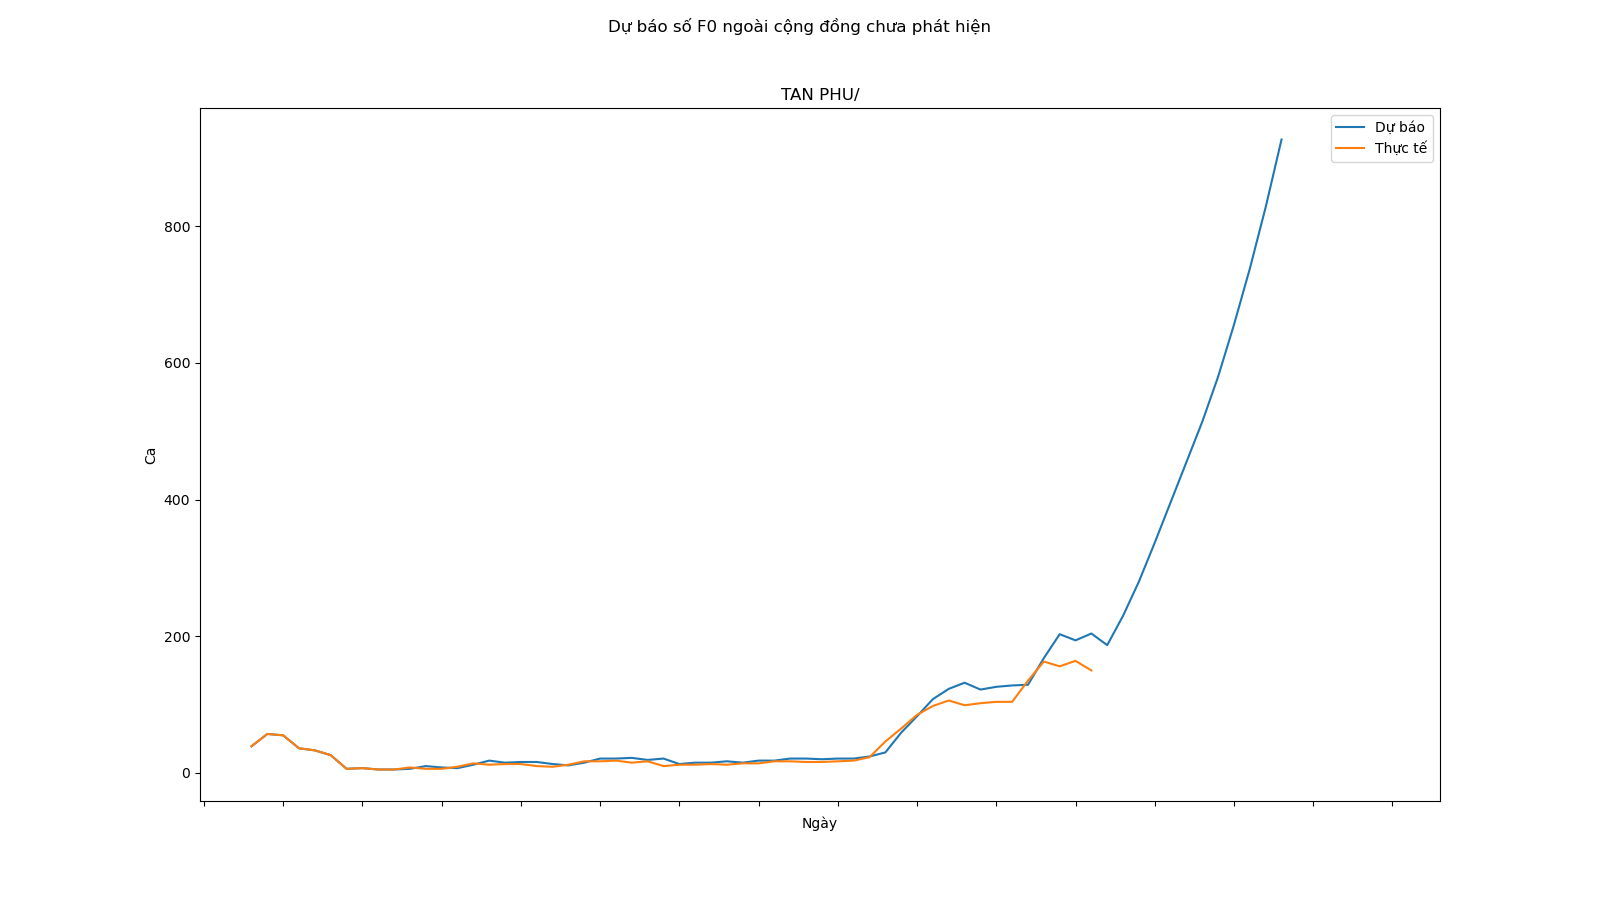 Dự báo số F0 ngoài cộng đồng chưa phát hiện
TAN PHU/
Dự báo
Thực tế
800
600
400
200
0
Ca
Ngày